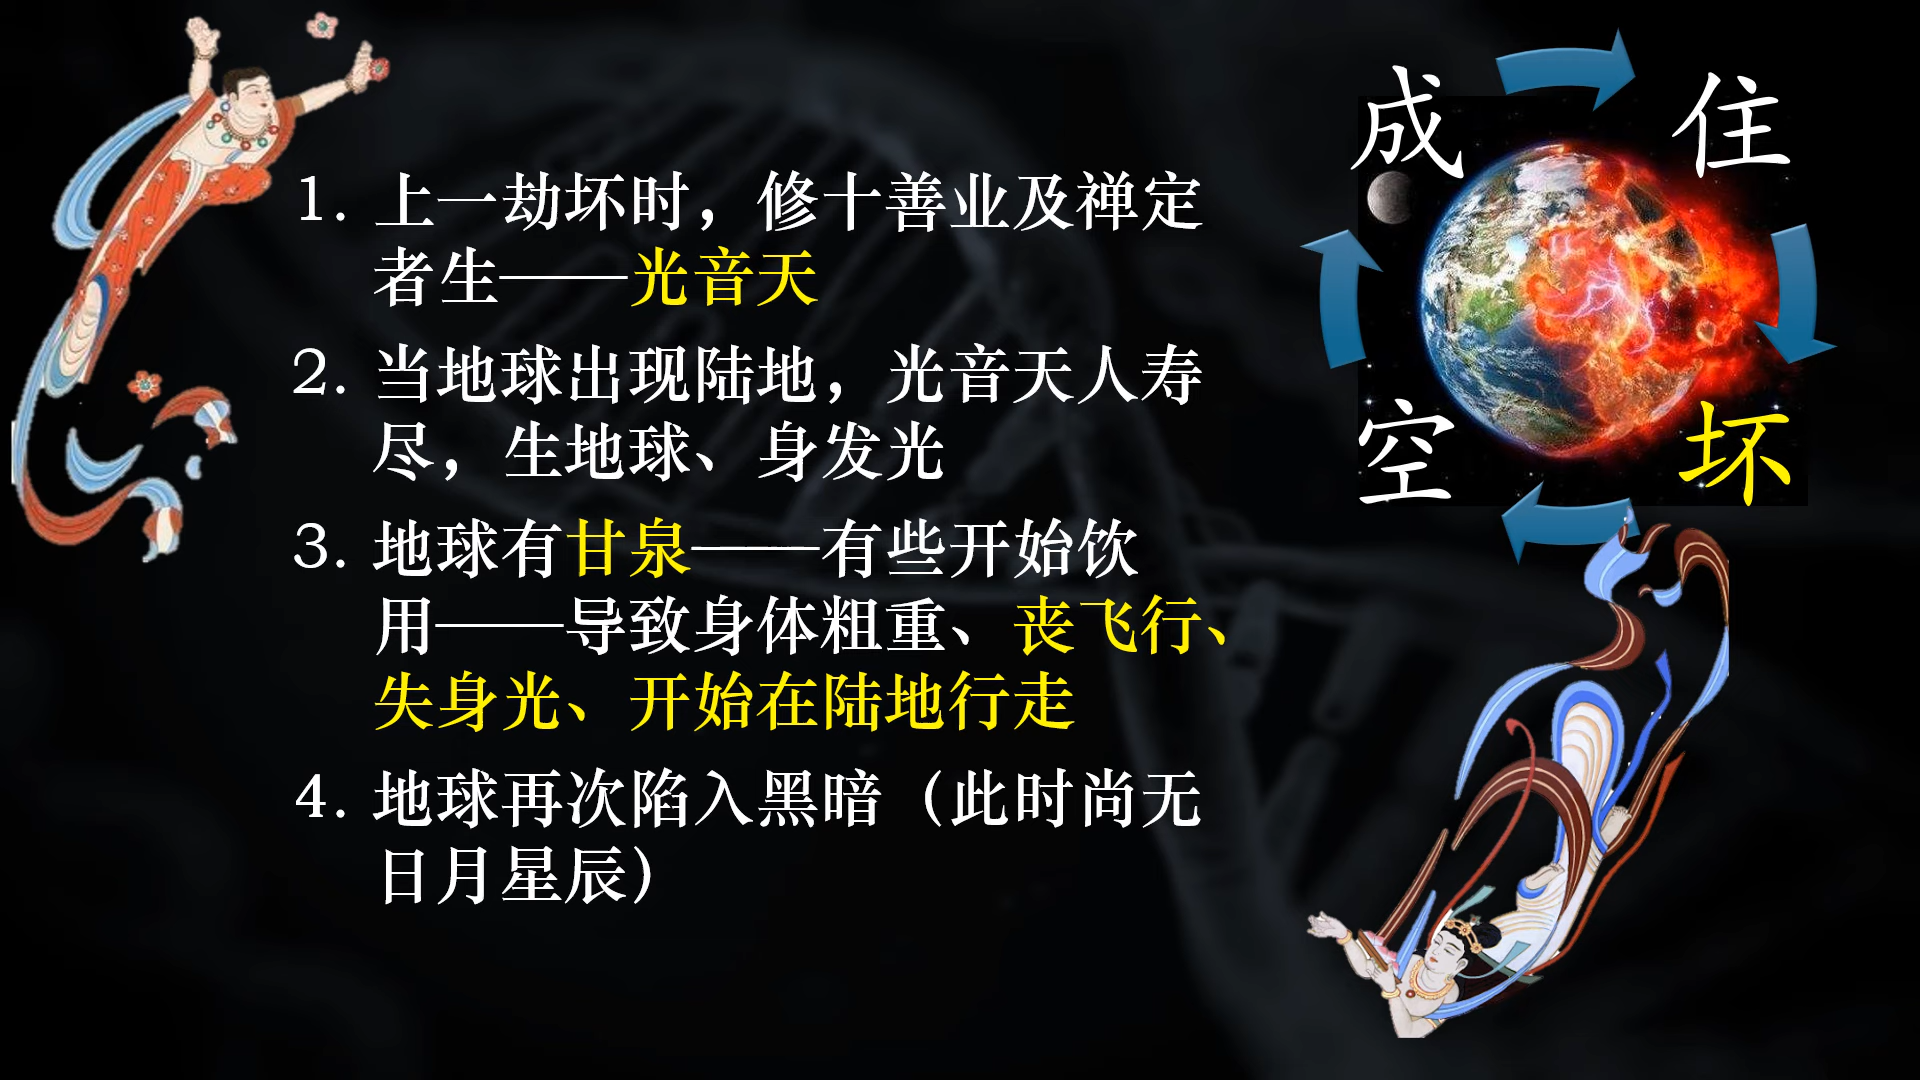 成
住
空
坏
1. 上一劫坏时，修十善业及禅定
者生——光音天
2. 当地球出现陆地，光音天人寿
尽，生地球、身发光
3. 地球有甘泉——有些开始饮
用——导致身体粗重、丧飞行、
失身光、开始在陆地行走
4. 地球再次陷入黑暗（此时尚无
日月星辰）